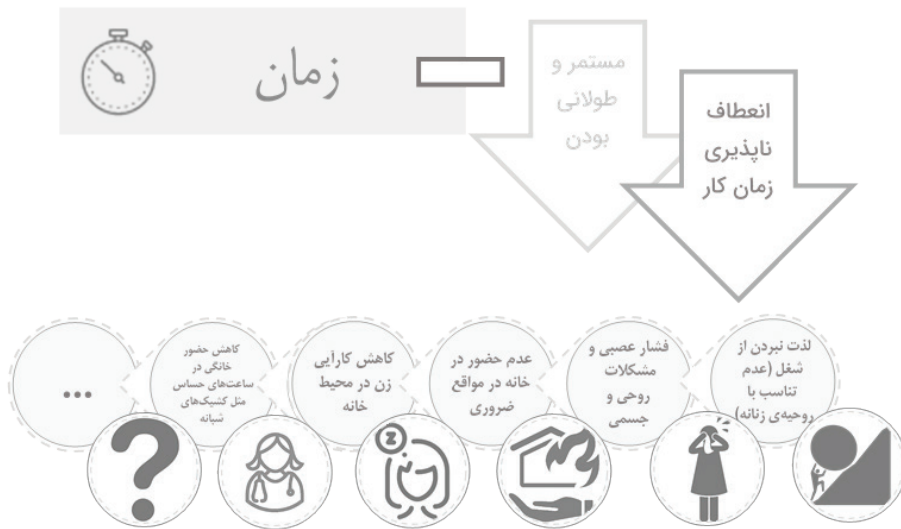 زمان
مستمر و
طولانی
بودن
انعطاف
ناپذیری
زمان کار
لذت نبردن از
شغل (عدم
تناسب با
روحیه‌ی زنانه)
فشار عصبی و
مشکلات
روحی و
جسمی
عدم حضور در
خانه در مواقع
ضروری
کاهش کارآیی
زن در محیط
خانه
کاهش حضور
خانگی در
ساعت‌های حساس
مثل کشیک‌های
شبانه
...
?
z